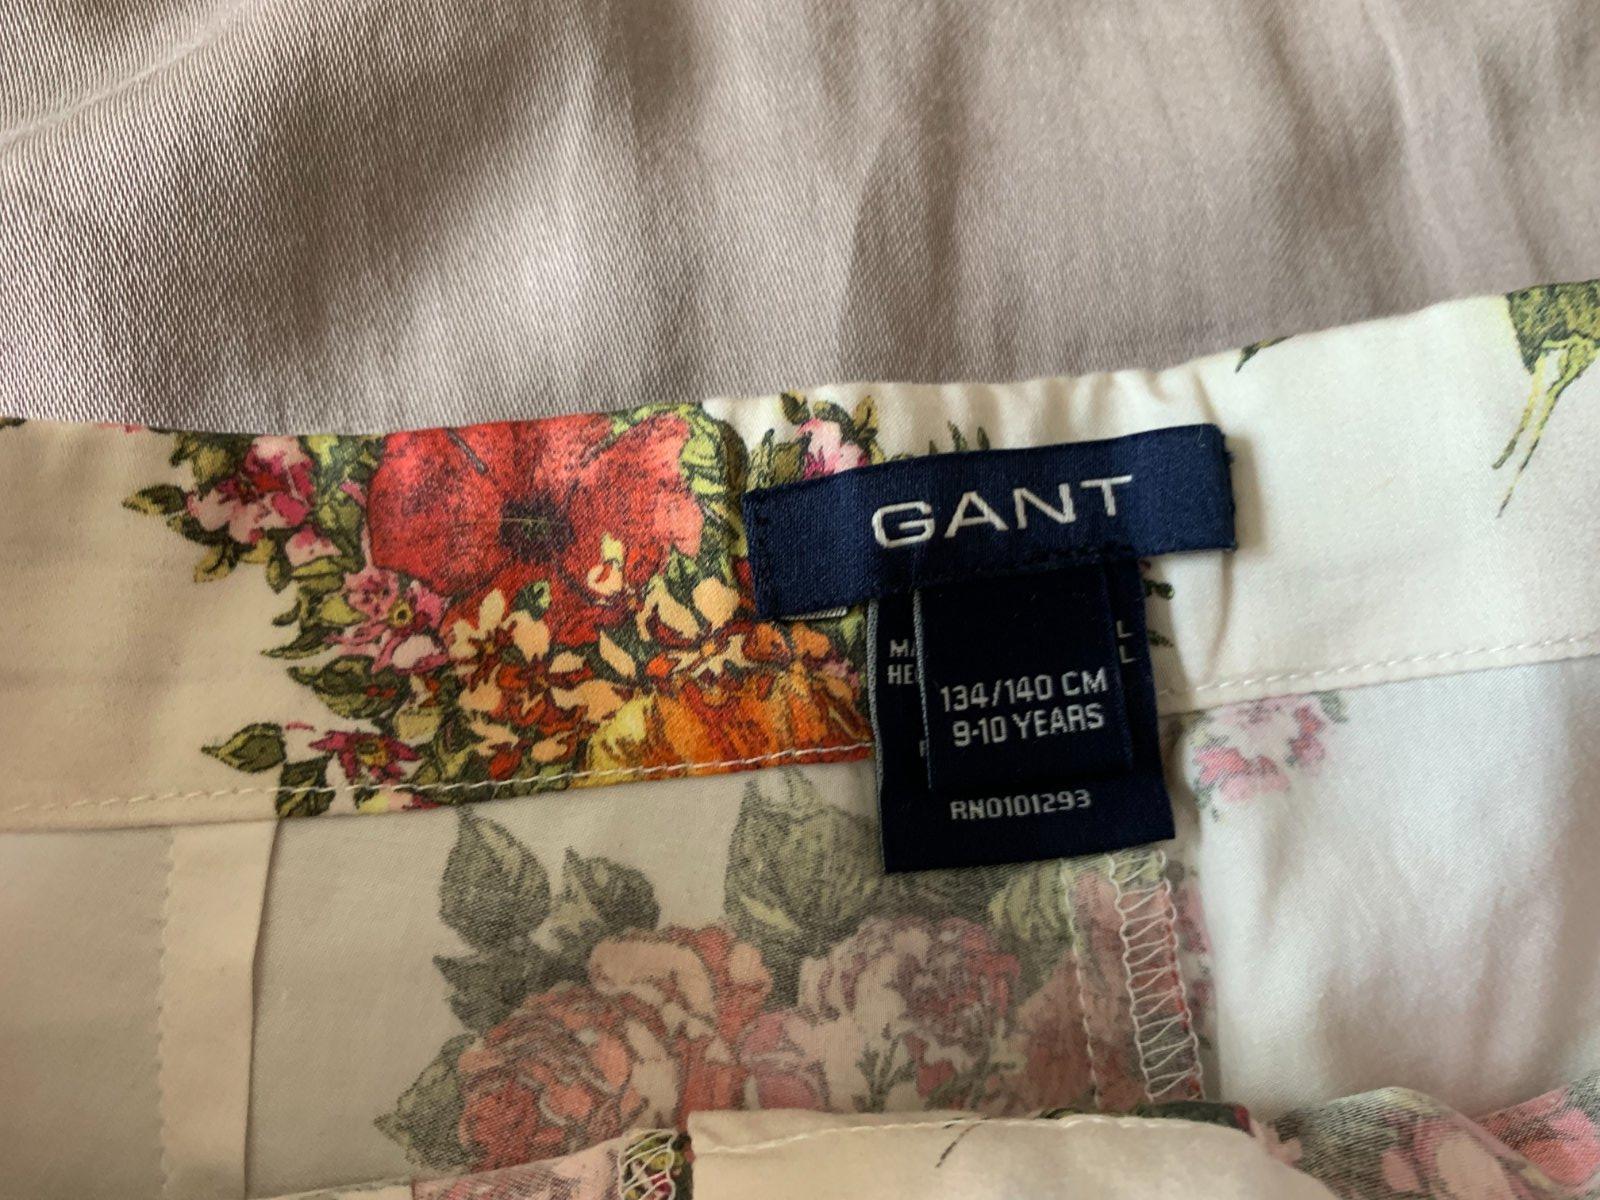 GANT
134/140 CM
9-10 YEARS
RN0101293